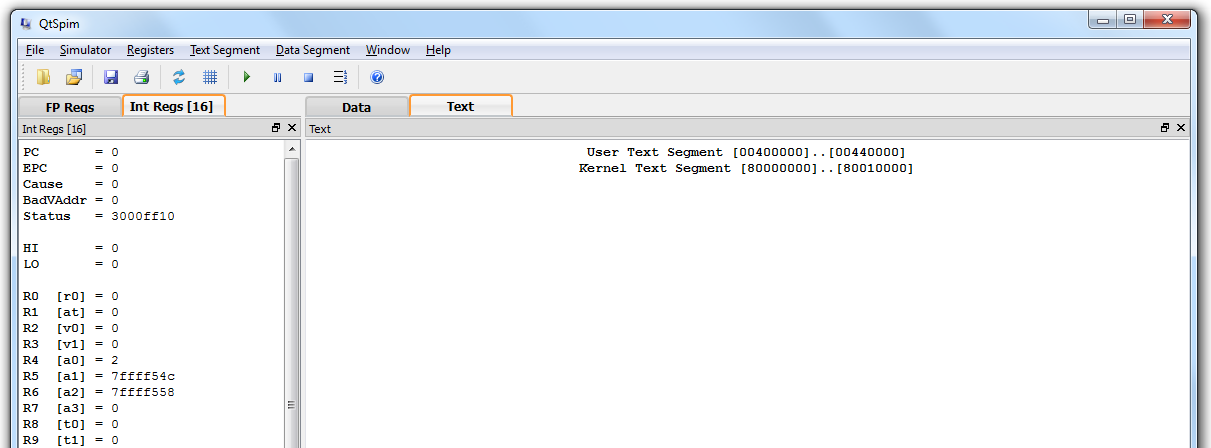 QtSpim
File Simulator Registers Text Segment Data Segment Window Help
FP Regs Int Regs [16] Data Text
Int Regs [16] Text
PC = 0
EPC = 0
Cause = 0
BadVAddr = 0
Status = 3000ff10
HI = 0
LO = 0
R0 [r0] = 0
R1 [at] = 0
R2 [v0] = 0
R3 [v1] = 0
R4 [a0] = 2
R5 [a1] = 7ffff54c
R6 [a2] = 7ffff558
R7 [a3] = 0
R8 [t0] = 0
R9 [t1] = 0
User Text Segment [00400000]..[00440000]
Kernel Text Segment [80000000]..[80010000]